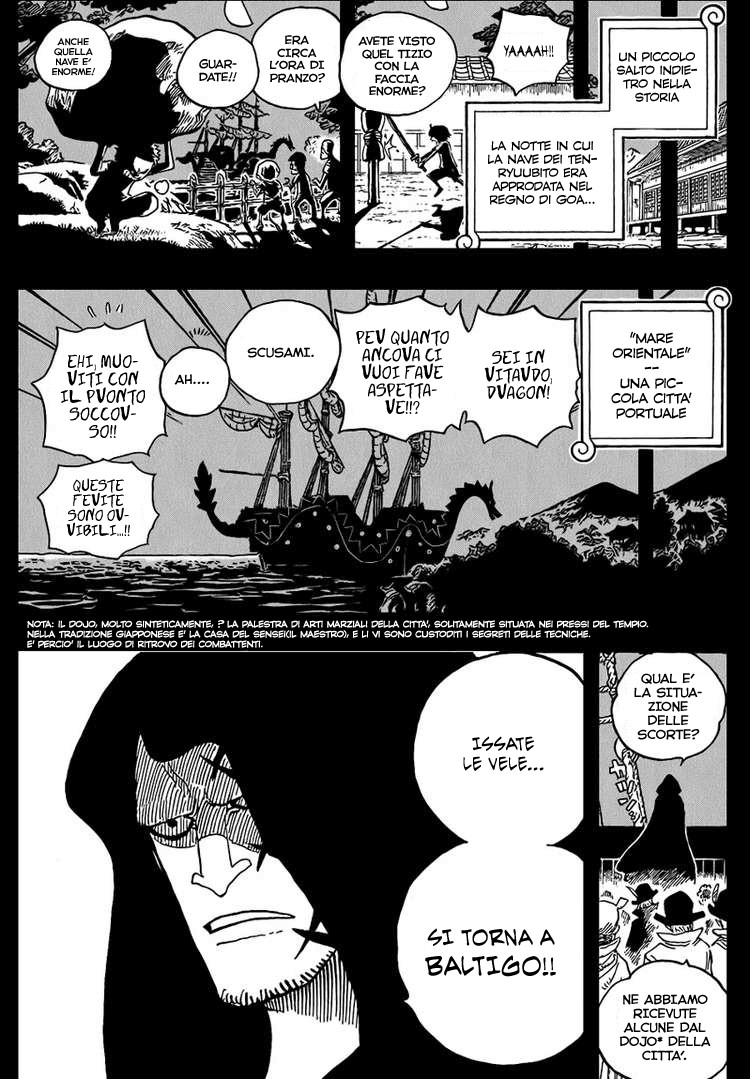 UN PICCOLO
SALTO INDIE-
TRO NELLA
STORIA
LA NOTTE IN CUI
LA NAVE DEI TEN-
RYUUBITO ERA
APPRODATA NEL
REGNO DI GOA...
YAAAAH!!
AVETE VISTO
QUEL TIZIO
CON LA
FACCIA
ENORME?
ERA
CIRCA
L'ORA DI
PRANZO?
GUAR-
DATE!!
ANCHE
QUELLA
NAVE E'
ENORME!
"MARE
ORIENTALE"
--
UNA PIC-
COLA CITTA'
PORTUALE
SEI IN
VITAVDO,
DVAGON!
PEV QUANTO
ANCOVA CI
VUOI FAVE
ASPETTA-
VE!!?
SCUSAMI.
AH....
EHI, MUO-
VITI CON
IL PVONTO
SOCCOV-
SO!!
QUESTE
FEVITE
SONO OV-
VIBILI...!!
NOTA: IL DOJO, MOLTO SINTETICAMENTE, ? LA PALESTRA DI ARTI MARZIALI DELLA CITTA', SOLITAMENTE SITUATA NEI PRESSI DEL TEMPIO.
NELLA TRADIZIONE GIAPPONESE E' LA CASA DEL SENSEI(IL MAESTRO), E LI VI SONO CUSTODITI I SEGRETI DELLE TECNICHE.
E' PERCIO' IL LUOGO DI RITROVO DEI COMBATTENTI.
QUAL E'
LA SITUA-
ZIONE
DELLE
SCORTE?
NE ABBIAMO
RICEVUTE
ALCUNE DAL
DOJO* DELLA
CITTA'.
ISSATE
LE VELE...
SI TORNA A
BALTIGO!!